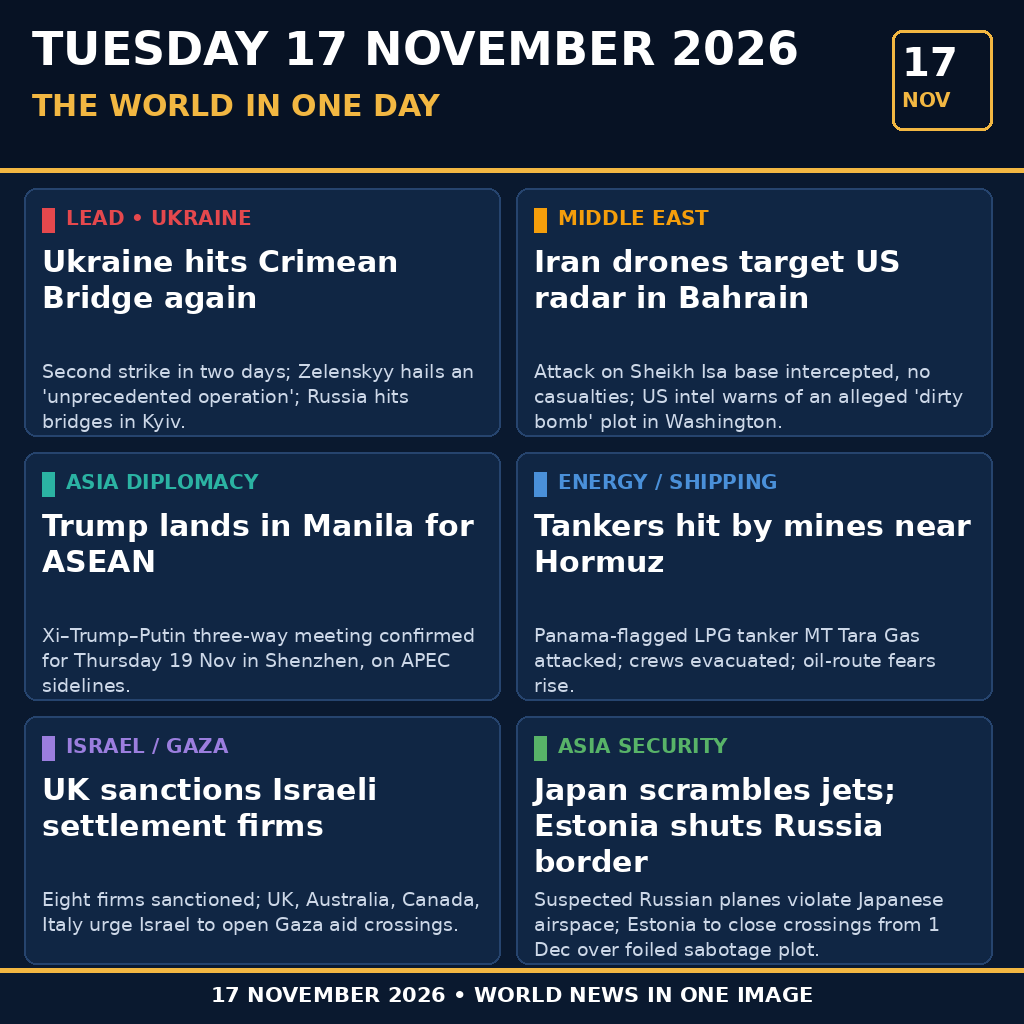 TUESDAY 17 NOVEMBER 2026
THE WORLD IN ONE DAY
17
NOV
LEAD • UKRAINE
Ukraine hits Crimean
Bridge again
Second strike in two days; Zelenskyy hails an
'unprecedented operation'; Russia hits
bridges in Kyiv.
MIDDLE EAST
Iran drones target US
radar in Bahrain
Attack on Sheikh Isa base intercepted, no
casualties; US intel warns of an alleged 'dirty
bomb' plot in Washington.
ASIA DIPLOMACY
Trump lands in Manila for
ASEAN
Xi–Trump–Putin three-way meeting confirmed
for Thursday 19 Nov in Shenzhen, on APEC
sidelines.
ENERGY / SHIPPING
Tankers hit by mines near
Hormuz
Panama-flagged LPG tanker MT Tara Gas
attacked; crews evacuated; oil-route fears
rise.
ISRAEL / GAZA
UK sanctions Israeli
settlement firms
Eight firms sanctioned; UK, Australia, Canada,
Italy urge Israel to open Gaza aid crossings.
ASIA SECURITY
Japan scrambles jets;
Estonia shuts Russia
border
Suspected Russian planes violate Japanese
airspace; Estonia to close crossings from 1
Dec over foiled sabotage plot.
17 NOVEMBER 2026 • WORLD NEWS IN ONE IMAGE